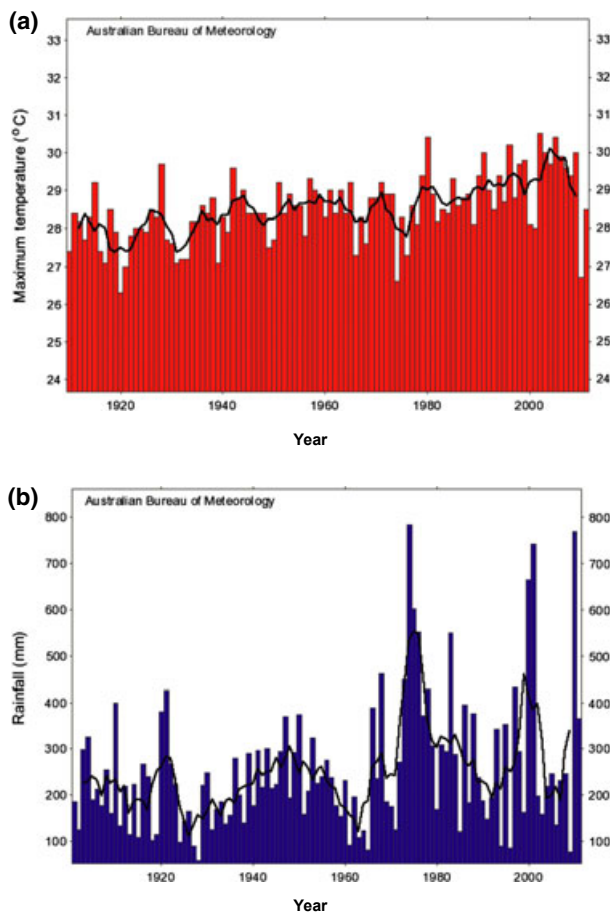 (a)
Australian Bureau of Meteorology
33 33
32 32
31 31
30 30
29 29
28 28
27 27
26 26
25 25
24 24
Maximum temperature (°C)
1920 1940 1960 1980 2000
Year
(b)
Australian Bureau of Meteorology
800 800
700 700
600 600
500 500
400 400
300 300
200 200
100 100
Rainfall (mm)
1920 1940 1960 1980 2000
Year